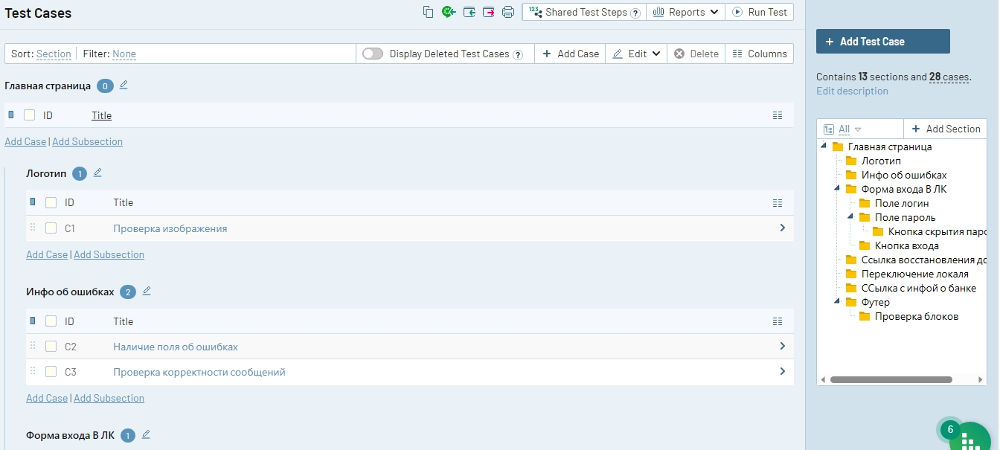 Test Cases
123 Shared Test Steps ? Reports Run Test
Sort: Section Filter: None Display Deleted Test Cases ? + Add Case Edit Delete Columns
Главная страница 0
ID Title
Add Case | Add Subsection
Логотип 1
ID Title
C1 Проверка изображения
Add Case | Add Subsection
Инфо об ошибках 2
ID Title
C2 Наличие поля об ошибках
C3 Проверка корректности сообщений
Add Case | Add Subsection
Форма входа В ЛК 1
+ Add Test Case
Contains 13 sections and 28 cases.
Edit description
All + Add Section
Главная страница
Логотип
Инфо об ошибках
Форма входа В ЛК
Поле логин
Поле пароль
Кнопка скрытия паро
Кнопка входа
Ссылка восстановления до
Переключение локаля
ССылка с инфой о банке
Футер
Проверка блоков
6